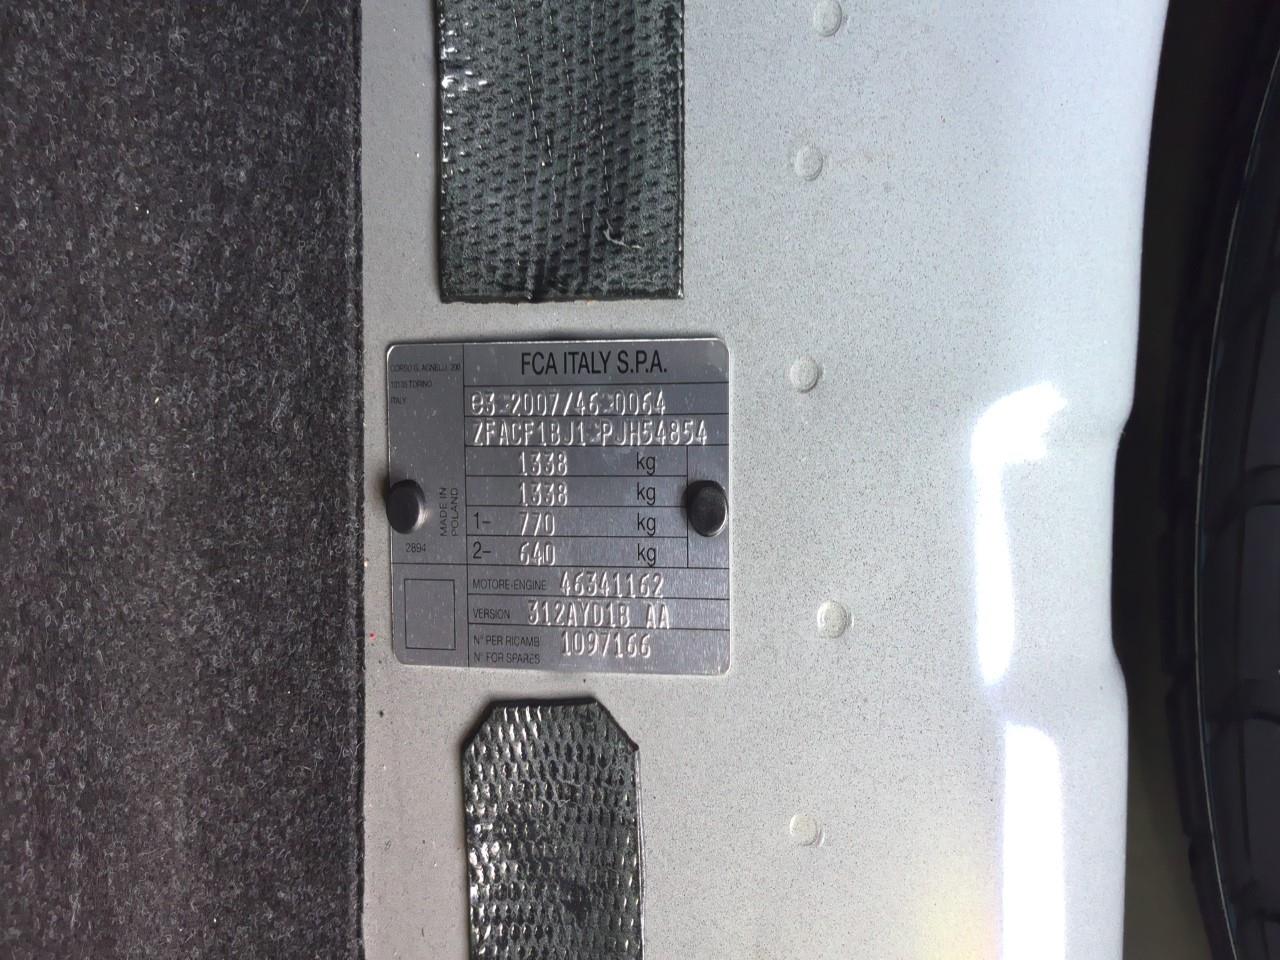 FCA ITALY S.P.A.
CORSO G. AGNELLI, 200
10135 TORINO
ITALY
e3*2007/46*0064
ZFACF1BJ1*PJH54854
1338 kg
1338 kg
1- 770 kg
2- 640 kg
MADE IN
POLAND
2894
MOTORE-ENGINE 46341162
VERSION 312AYD1B AA
N° PER RICAMB
N° FOR SPARES 1097166